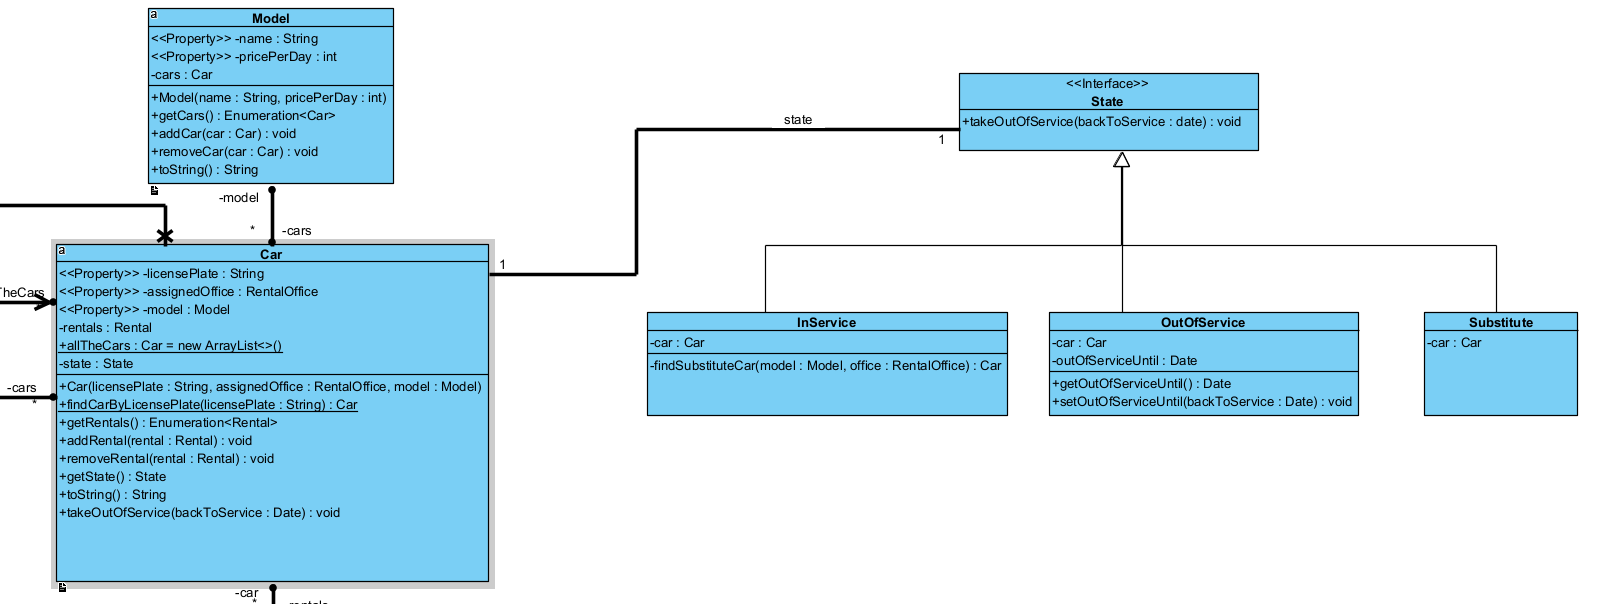 a
Model
<<Property>> -name : String
<<Property>> -pricePerDay : int
-cars : Car
+Model(name : String, pricePerDay : int)
+getCars() : Enumeration<Car>
+addCar(car : Car) : void
+removeCar(car : Car) : void
+toString() : String
-model
*
-cars
a
Car
<<Property>> -licensePlate : String
<<Property>> -assignedOffice : RentalOffice
<<Property>> -model : Model
-rentals : Rental
+allTheCars : Car = new ArrayList<>()
-state : State
+Car(licensePlate : String, assignedOffice : RentalOffice, model : Model)
+findCarByLicensePlate(licensePlate : String) : Car
+getRentals() : Enumeration<Rental>
+addRental(rental : Rental) : void
+removeRental(rental : Rental) : void
+getState() : State
+toString() : String
+takeOutOfService(backToService : Date) : void
TheCars
-cars
*
-car
*
1
state
1
<<Interface>>
State
+takeOutOfService(backToService : date) : void
InService
-car : Car
-findSubstituteCar(model : Model, office : RentalOffice) : Car
OutOfService
-car : Car
-outOfServiceUntil : Date
+getOutOfServiceUntil() : Date
+setOutOfServiceUntil(backToService : Date) : void
Substitute
-car : Car